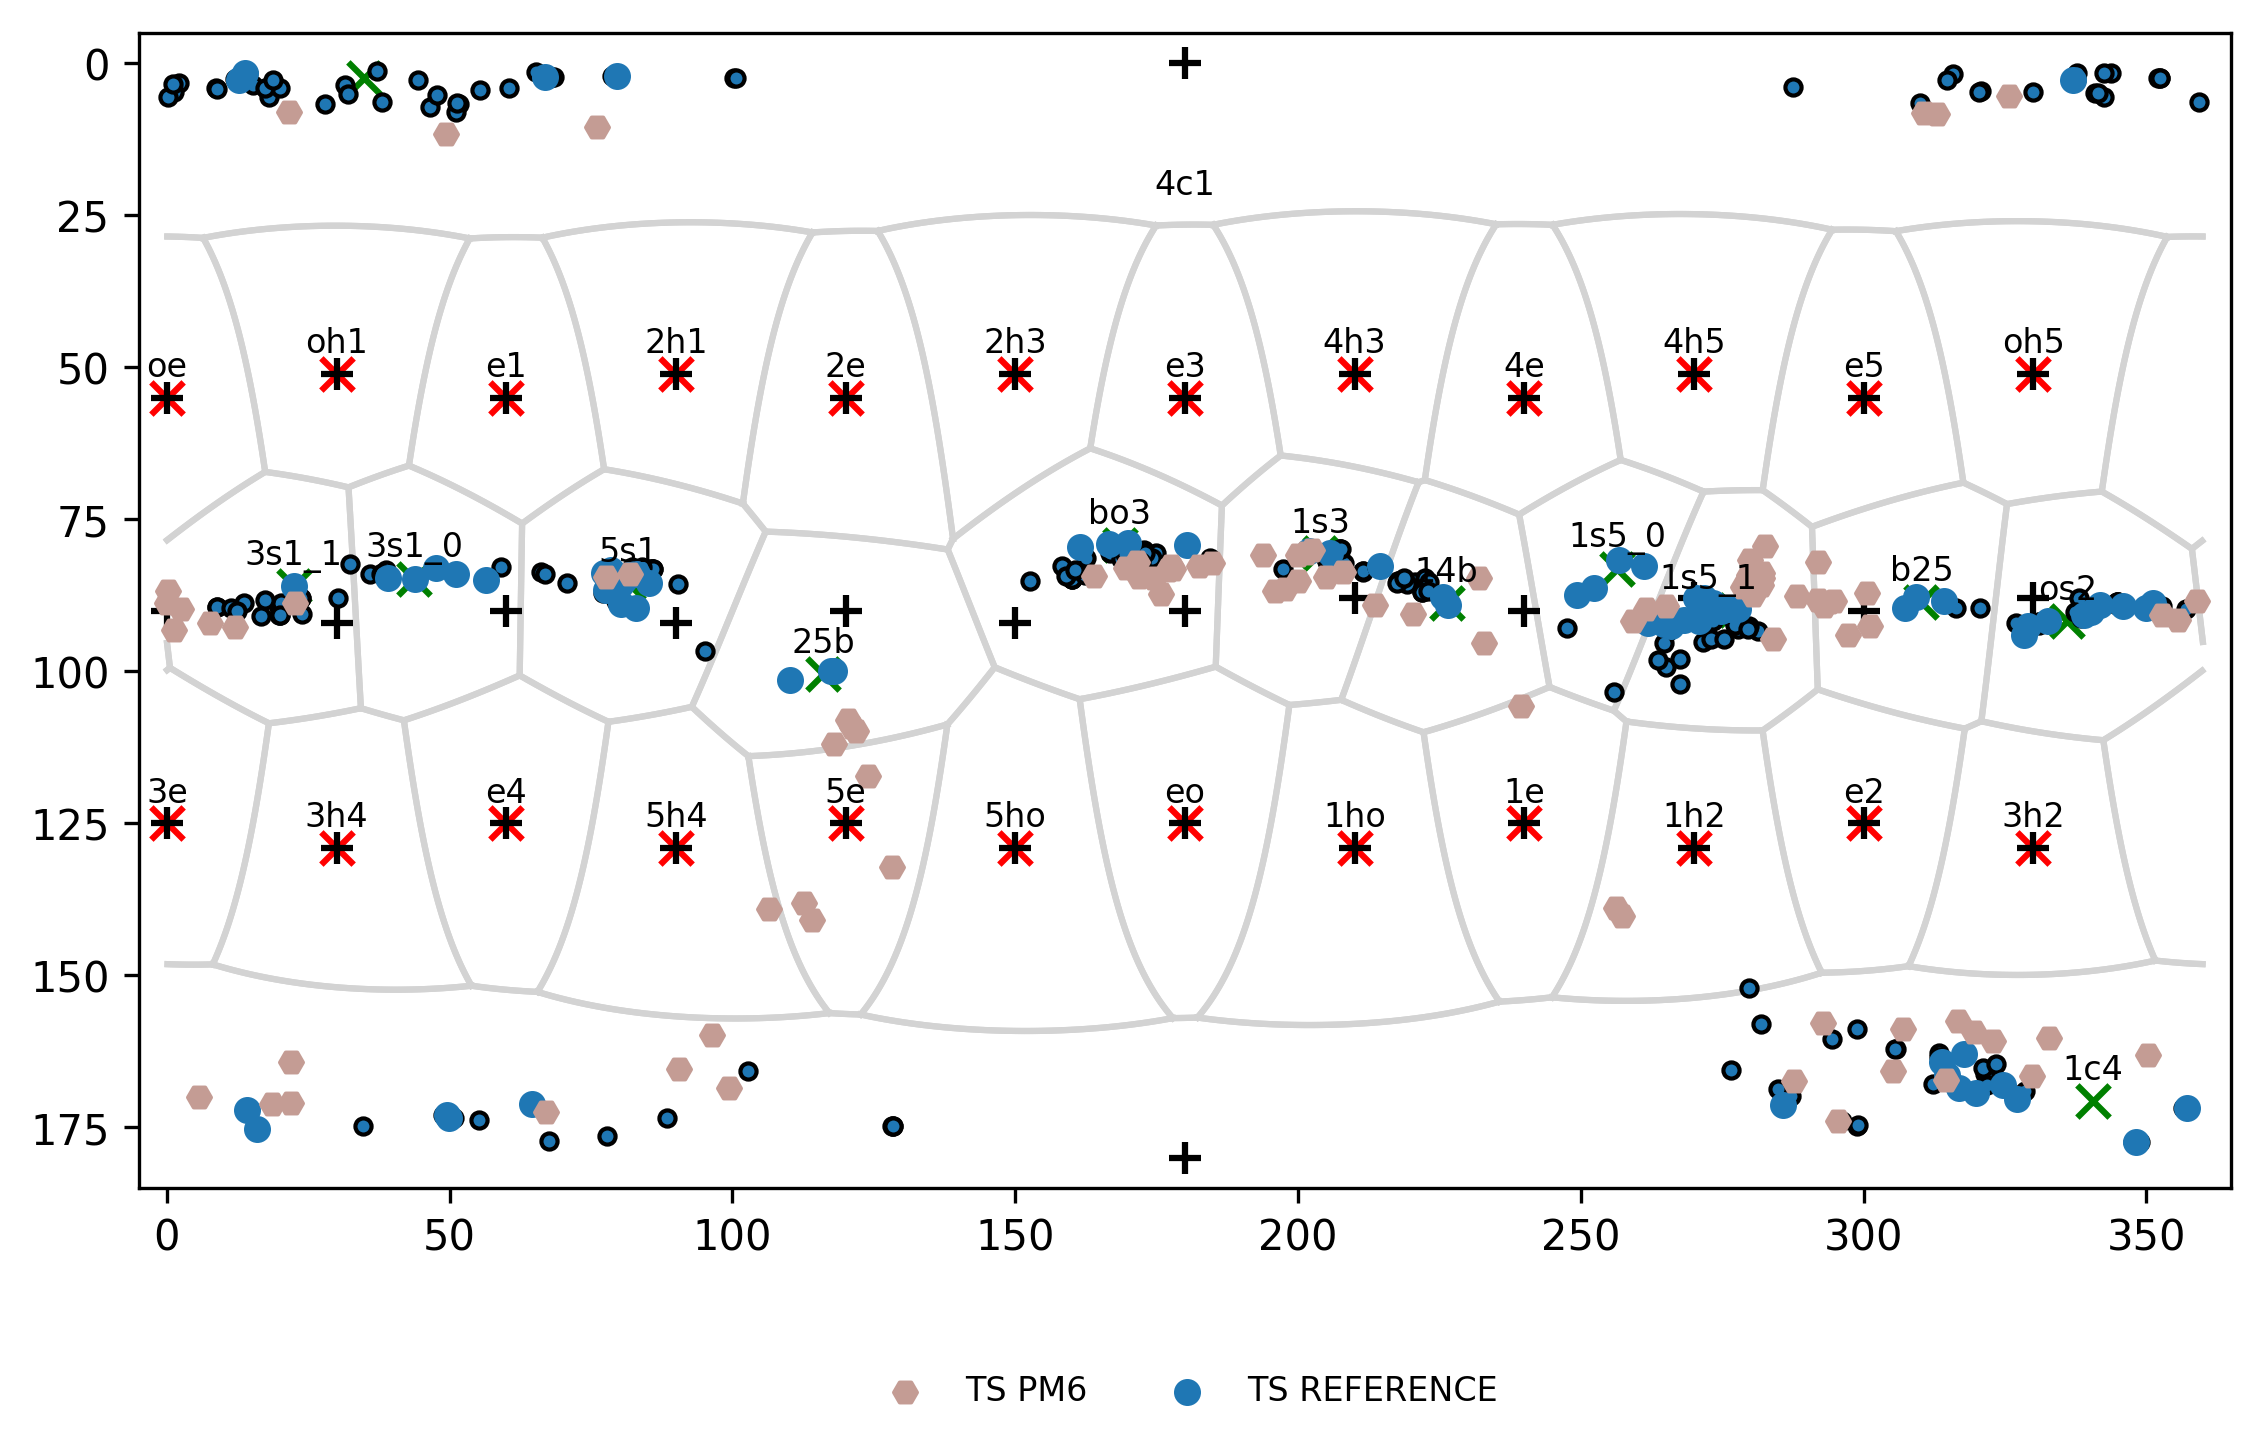 0
4c1
25
oh1 2h1 2h3 4h3 4h5 oh5
50 oe e1 2e e3 4e e5
75
bo3 1s3 1s5_0
3s1_1 3s1_0 5s1 14b 1s5_1 b25 os2
25b
100
3e e4 5e eo 1e e2
125 3h4 5h4 5ho 1ho 1h2 3h2
150
1c4
175
0 50 100 150 200 250 300 350
TS PM6 TS REFERENCE